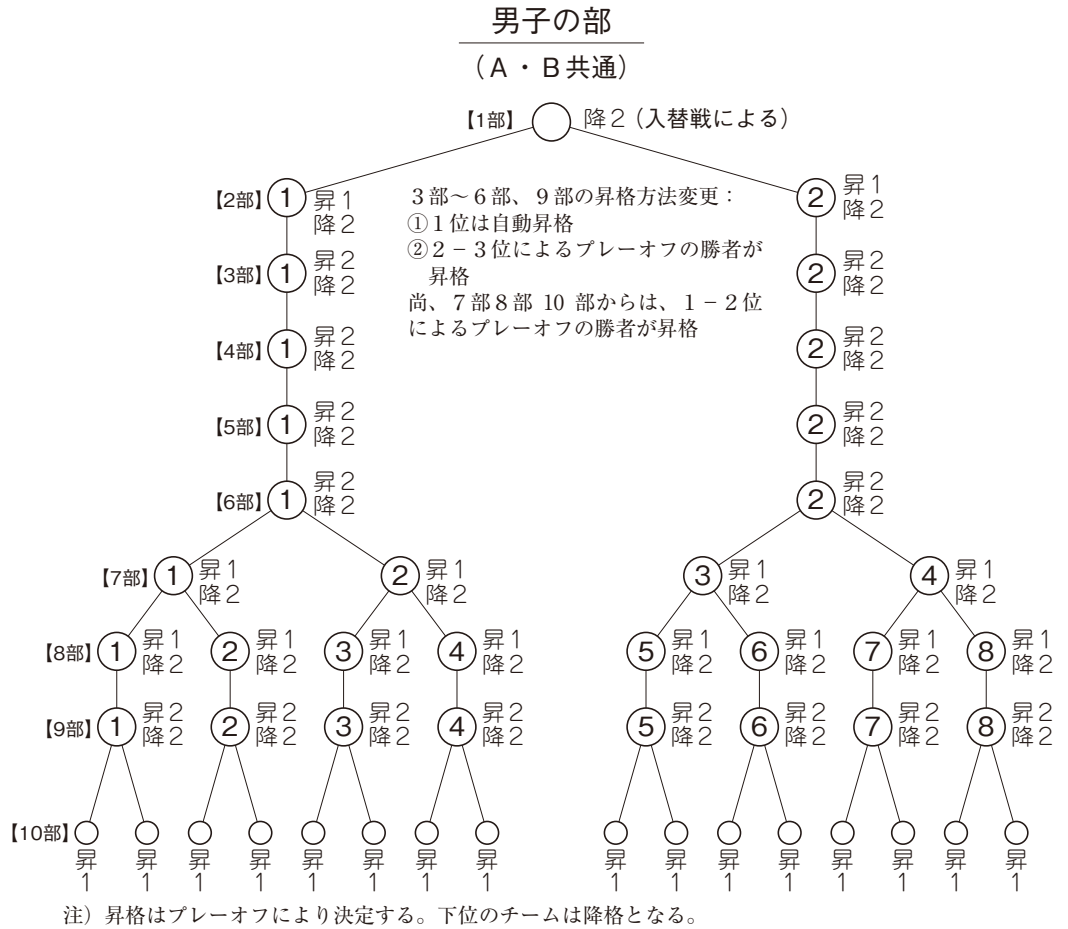 男子の部
（A・B共通）
【1部】 降2（入替戦による）
【2部】 1 昇1 降2 2 昇1 降2
3部～6部、9部の昇格方法変更：
①1位は自動昇格
②2－3位によるプレーオフの勝者が
昇格
尚、7部8部 10 部からは、1－2位
によるプレーオフの勝者が昇格
【3部】 1 昇2 降2 2 昇2 降2
【4部】 1 昇2 降2 2 昇2 降2
【5部】 1 昇2 降2 2 昇2 降2
【6部】 1 昇2 降2 2 昇2 降2
【7部】 1 昇1 降2 2 昇1 降2 3 昇1 降2 4 昇1 降2
【8部】 1 昇1 降2 2 昇1 降2 3 昇1 降2 4 昇1 降2 5 昇1 降2 6 昇1 降2 7 昇1 降2 8 昇1 降2
【9部】 1 昇2 降2 2 昇2 降2 3 昇2 降2 4 昇2 降2 5 昇2 降2 6 昇2 降2 7 昇2 降2 8 昇2 降2
【10部】 昇1 昇1 昇1 昇1 昇1 昇1 昇1 昇1 昇1 昇1 昇1 昇1 昇1 昇1 昇1 昇1
注）昇格はプレーオフにより決定する。下位のチームは降格となる。